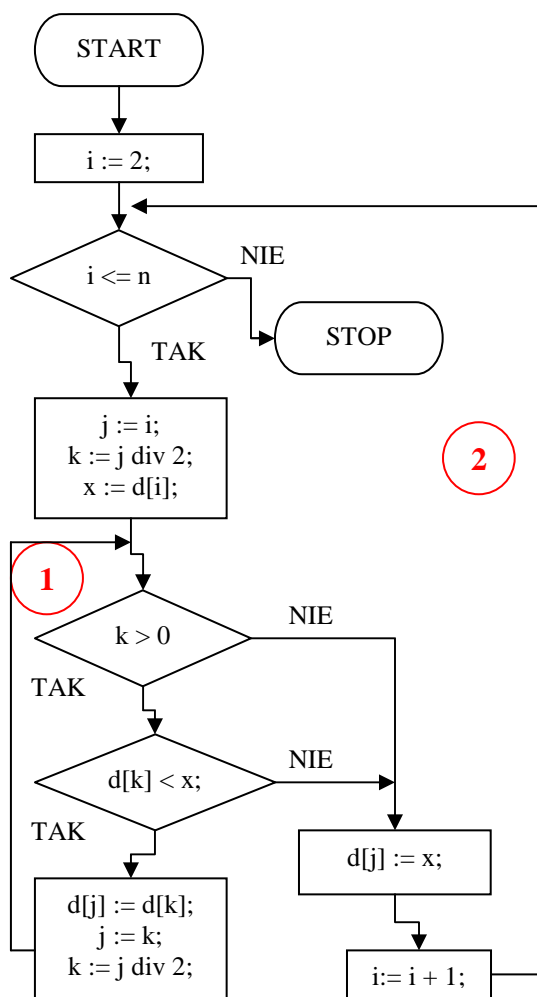 START
i := 2;
i <= n
NIE
STOP
TAK
j := i;
k := j div 2;
x := d[i];
2
1
k > 0
NIE
TAK
d[k] < x;
NIE
TAK
d[j] := x;
d[j] := d[k];
j := k;
k := j div 2;
i:= i + 1;